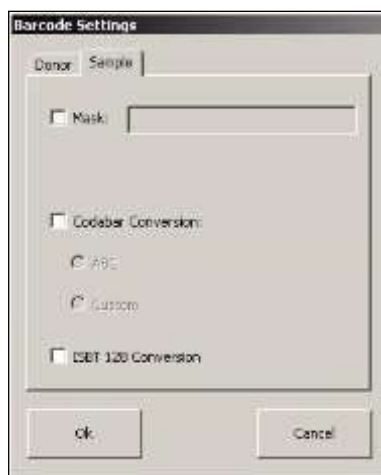 Barcode Settings
Donor Sample
Mask:
Codabar Conversion:
ABC
Custom
ISBT 128 Conversion
Ok
Cancel